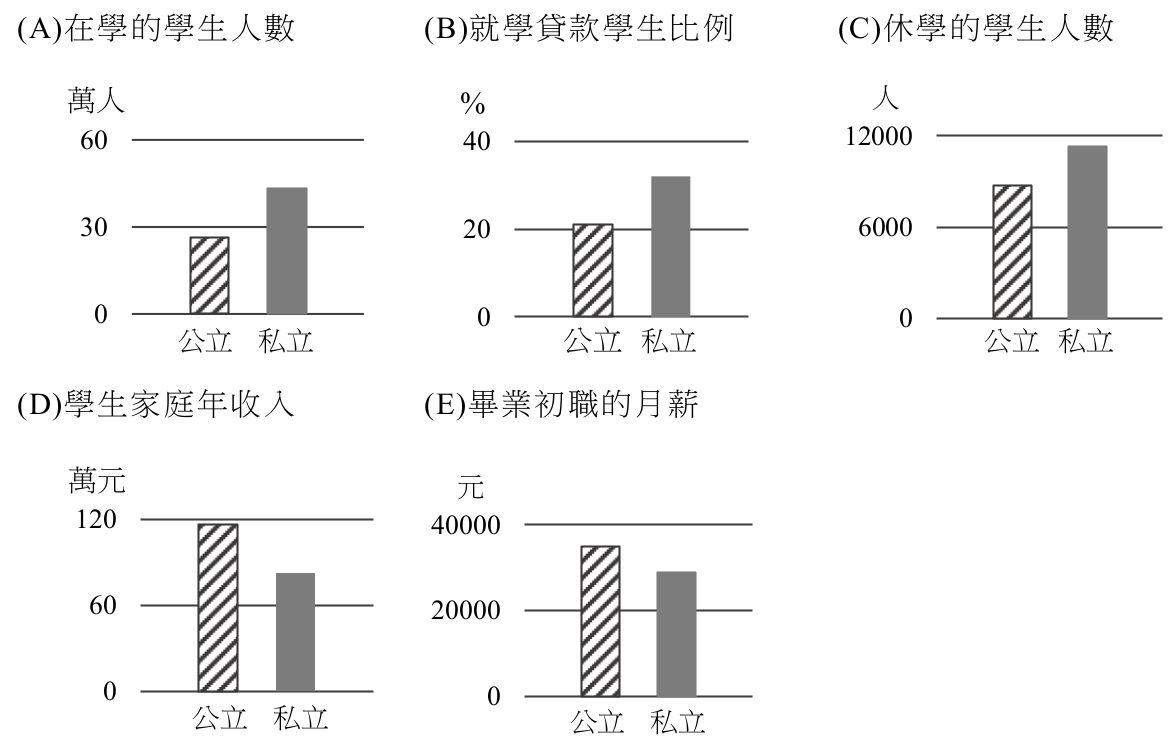 (A)在學的學生人數
萬人
60
30
0
公立 私立
(B)就學貸款學生比例
%
40
20
0
公立 私立
(C)休學的學生人數
人
12000
6000
0
公立 私立
(D)學生家庭年收入
萬元
120
60
0
公立 私立
(E)畢業初職的月薪
元
40000
20000
0
公立 私立